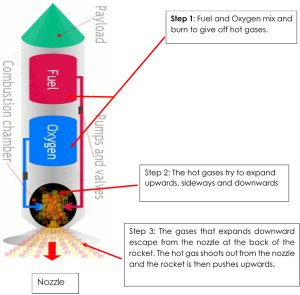 Payload
Fuel
Oxygen
Combustion chamber
Pumps and valves
Nozzle
Step 1: Fuel and Oxygen mix and
burn to give off hot gases.
Step 2: The hot gases try to expand
upwards, sideways and downwards
Step 3: The gases that expands downward
escape from the nozzle at the back of the
rocket. The hot gas shoots out from the nozzle
and the rocket is then pushes upwards.